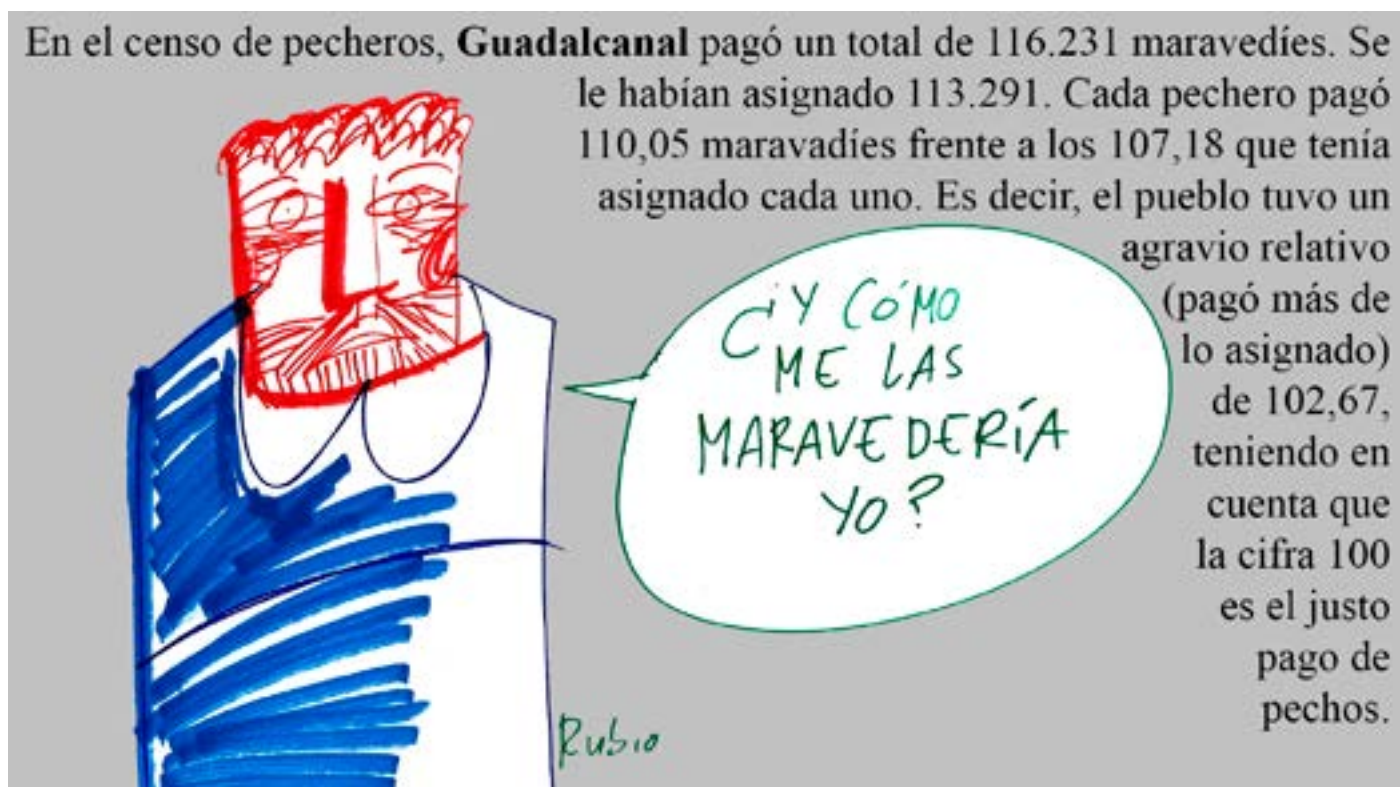 En el censo de pecheros, Guadalcanal pagó un total de 116.231 maravedíes. Se
le habían asignado 113.291. Cada pechero pagó
110,05 maravadíes frente a los 107,18 que tenía
asignado cada uno. Es decir, el pueblo tuvo un
agravio relativo
(pagó más de
lo asignado)
de 102,67,
teniendo en
cuenta que
la cifra 100
es el justo
pago de
pechos.
¿Y CÓMO
ME LAS
MARAVEDERÍA
YO?
Rubio